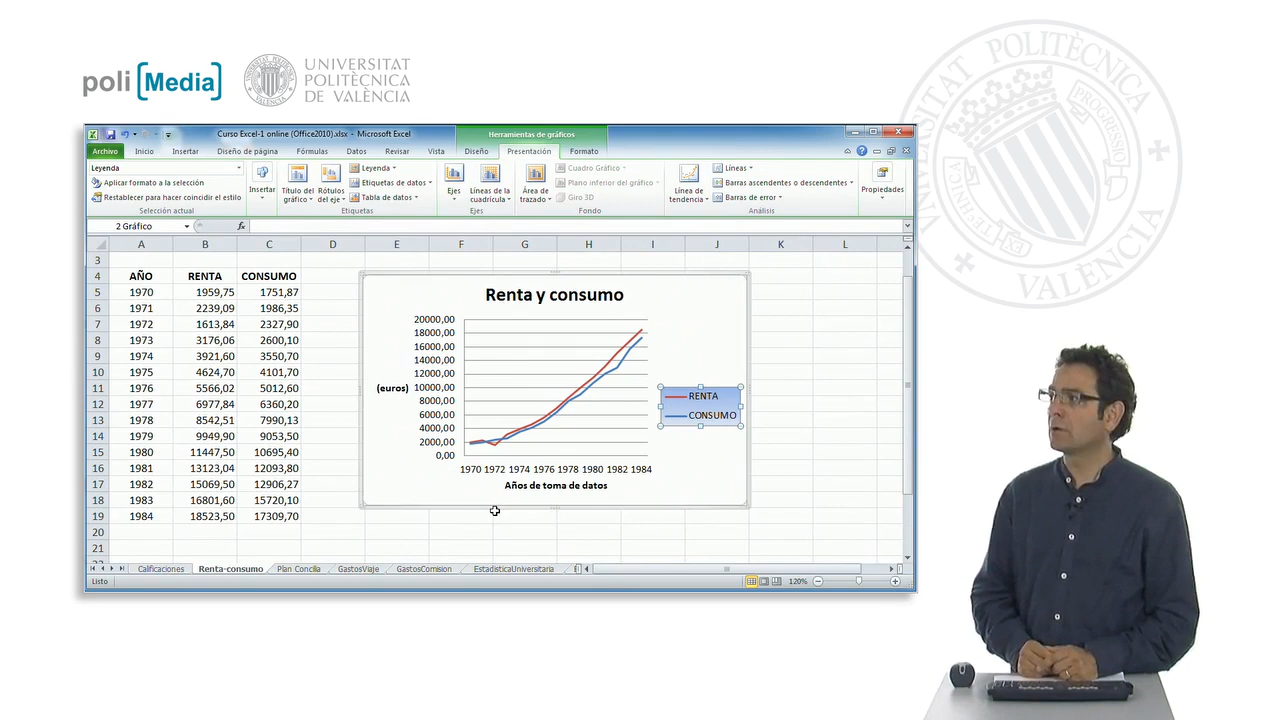 poli[Media]
UNIVERSITAT
POLITÈCNICA
DE VALÈNCIA
UNIVERSITAT POLITÈCNICA
VALÈNCIA
PROGRESIO
Curso Excel-1 online (Office2010).xlsx - Microsoft Excel
Herramientas de gráficos
Archivo Inicio Insertar Diseño de página Fórmulas Datos Revisar Vista Diseño Presentación Formato
Leyenda
Aplicar formato a la selección
Restablecer para hacer coincidir el estilo
Selección actual
Insertar
Título del gráfico
Rótulos del eje
Leyenda
Etiquetas de datos
Tabla de datos
Etiquetas
Ejes
Líneas de la cuadrícula
Ejes
Área de trazado
Cuadro Gráfico
Plano inferior del gráfico
Giro 3D
Fondo
Línea de tendencia
Líneas
Barras ascendentes o descendentes
Barras de error
Análisis
Propiedades
2 Gráfico fx
A B C D E F G H I J K L
3
4 AÑO RENTA CONSUMO
5 1970 1959,75 1751,87
6 1971 2239,09 1986,35
7 1972 1613,84 2327,90
8 1973 3176,06 2600,10
9 1974 3921,60 3550,70
10 1975 4624,70 4101,70
11 1976 5566,02 5012,60
12 1977 6977,84 6360,20
13 1978 8542,51 7990,13
14 1979 9949,90 9053,50
15 1980 11447,50 10695,40
16 1981 13123,04 12093,80
17 1982 15069,50 12906,27
18 1983 16801,60 15720,10
19 1984 18523,50 17309,70
20
21
Renta y consumo
20000,00
18000,00
16000,00
14000,00
12000,00
10000,00
8000,00
6000,00
4000,00
2000,00
0,00
(euros)
1970 1972 1974 1976 1978 1980 1982 1984
Años de toma de datos
RENTA
CONSUMO
Calificaciones Renta-consumo Plan Concilia GastosViaje GastosComision EstadisticaUniversitaria
Listo 120%